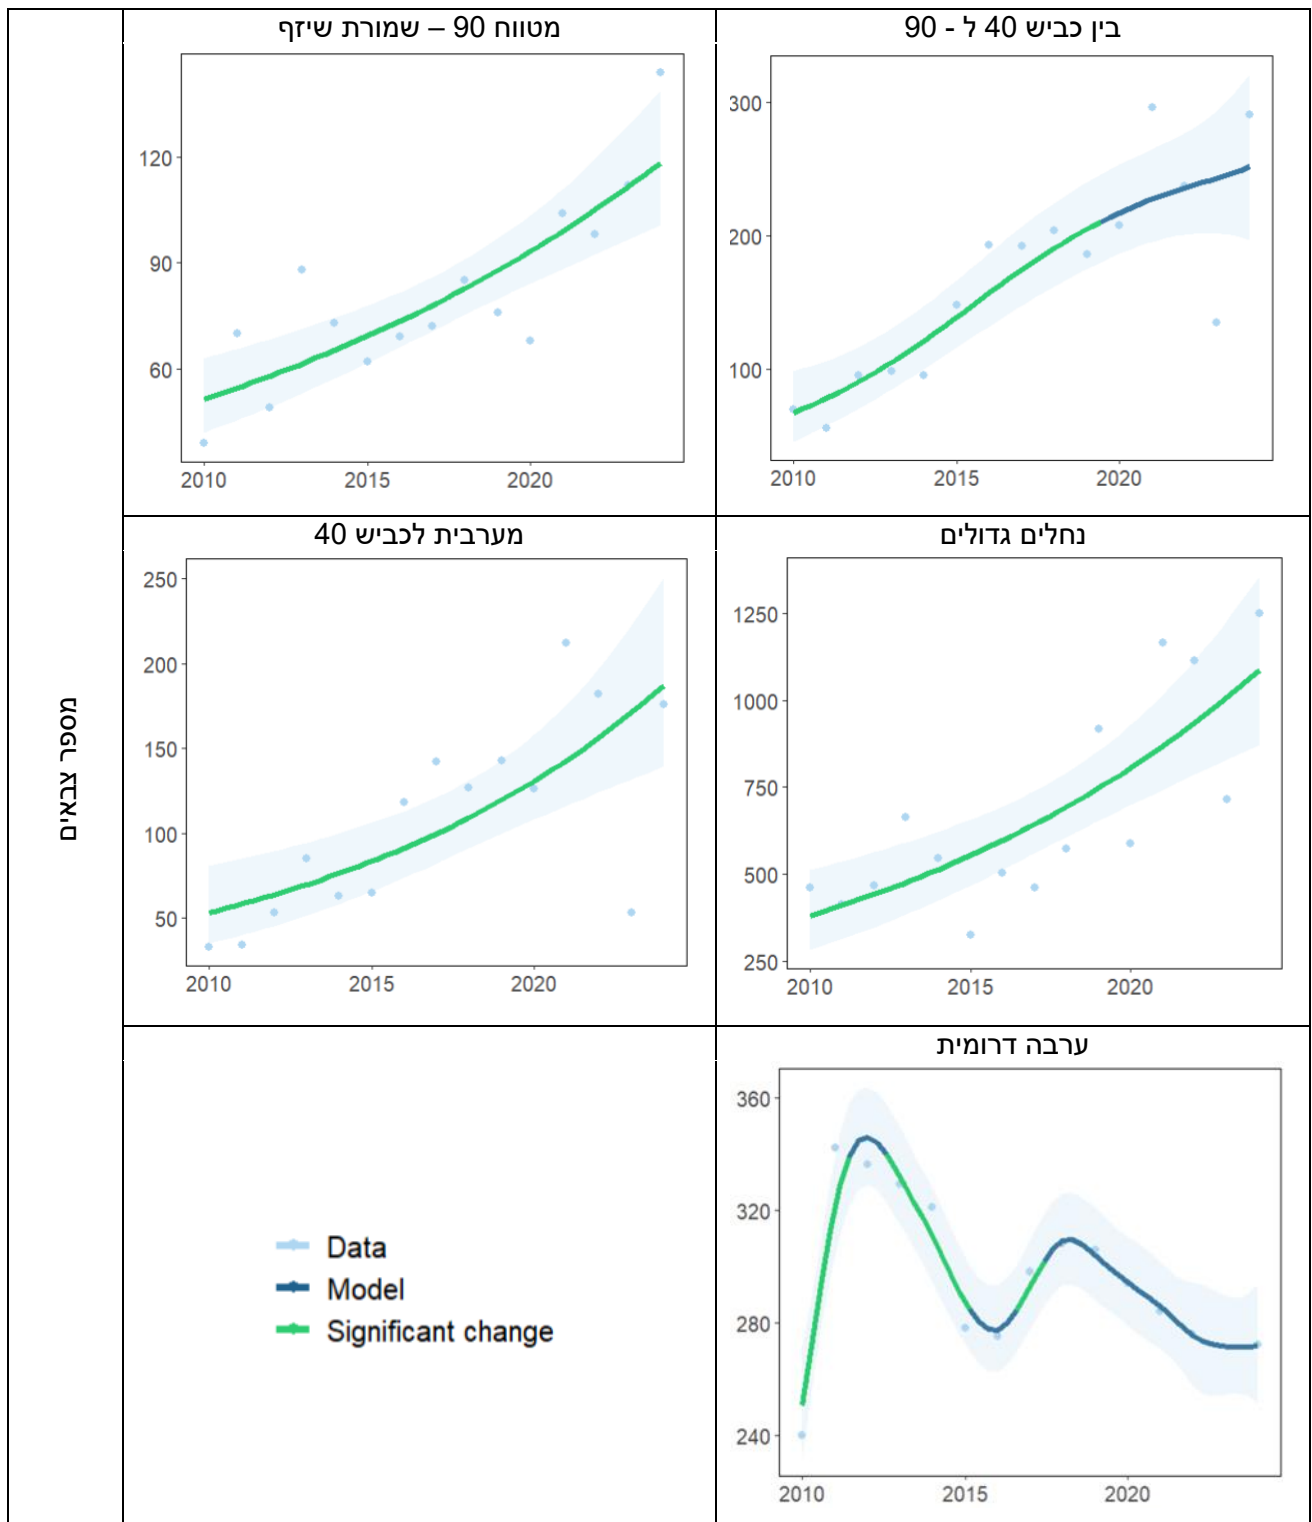 בין כביש 40 ל - 90
300
200
100
2010 2015 2020
מטווח 90 – שמורת שיזף
120
90
60
2010 2015 2020
מספר צבאים
נחלים גדולים
1250
1000
750
500
250
2010 2015 2020
מערבית לכביש 40
250
200
150
100
50
2010 2015 2020
ערבה דרומית
360
320
280
240
2010 2015 2020
Data
Model
Significant change